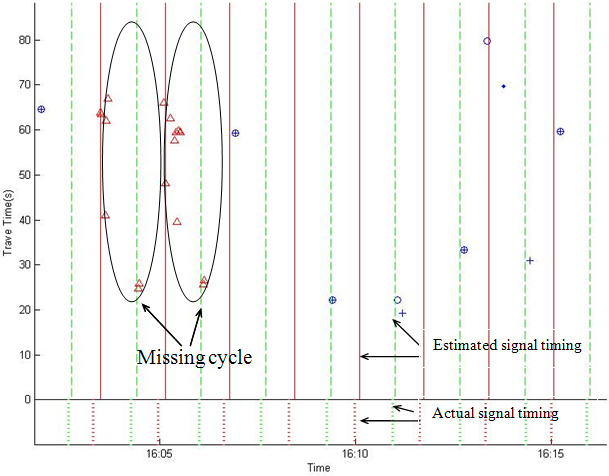 80
70
60
50
40
30
20
10
0
Trave Time(s)
Missing cycle
Estimated signal timing
Actual signal timing
16:05
16:10
16:15
Time